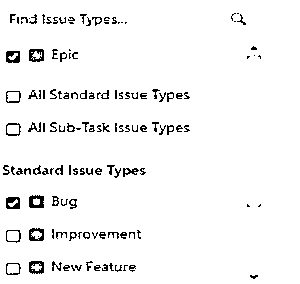 Find Issue Types...
Epic
All Standard Issue Types
All Sub-Task Issue Types
Standard Issue Types
Bug
Improvement
New Feature